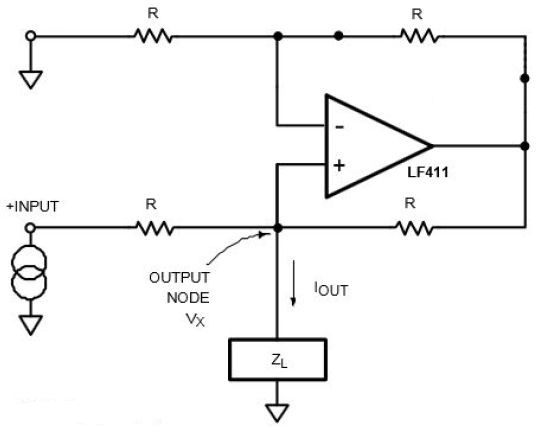 R
R
-
+
LF411
+INPUT
R
R
OUTPUT
NODE
VX
IOUT
ZL